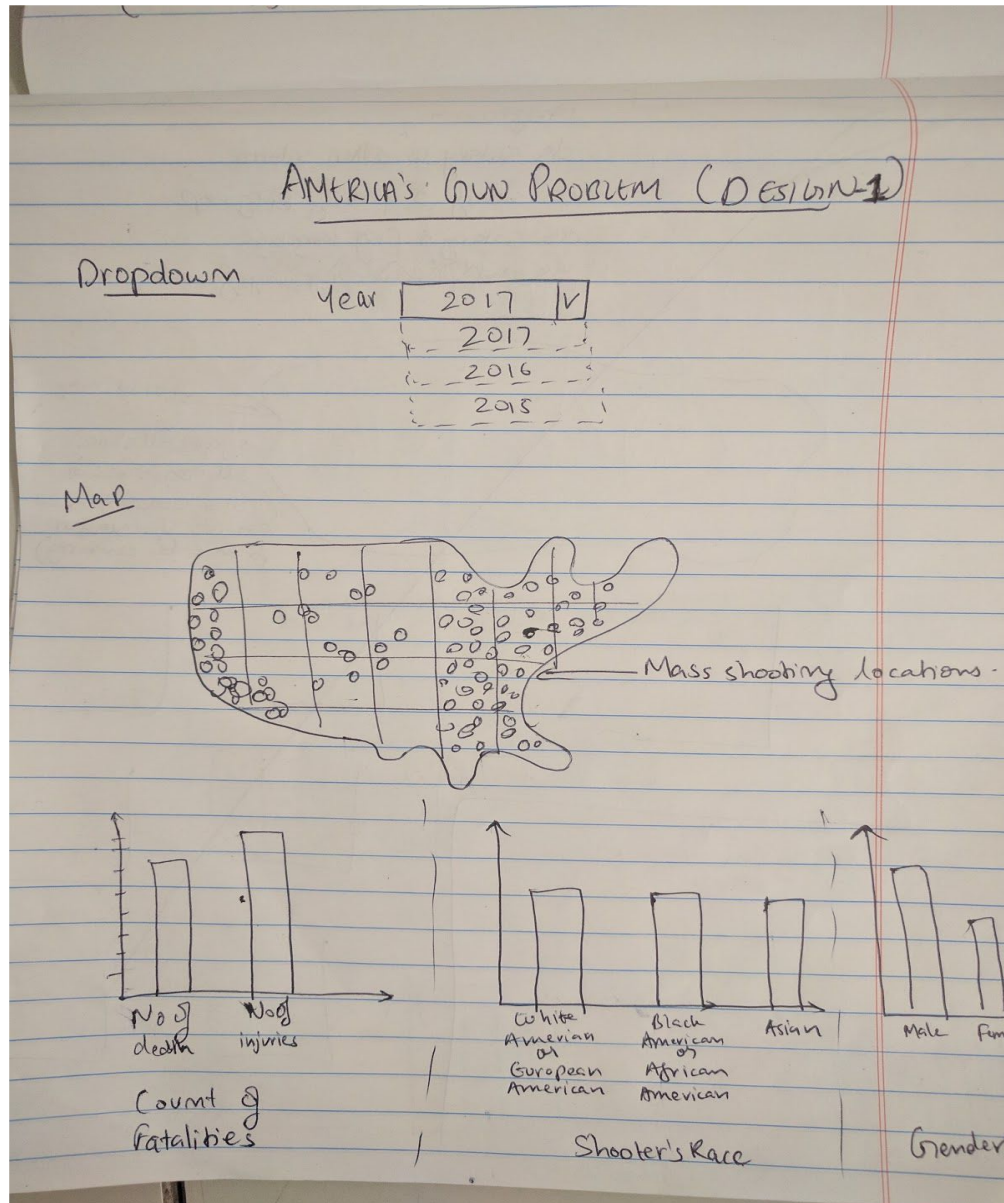 AMERICA'S GUN PROBLEM (DESIGN-1)
Dropdown
Year 2017 V
2017
2016
2015
Map
Mass shooting locations.
No of death
No of injuries
Count of
Fatalities
White
Amerian
or
European
American
Black
American
or
African
American
Asian
Shooter's Race
Male
Fem
Gender